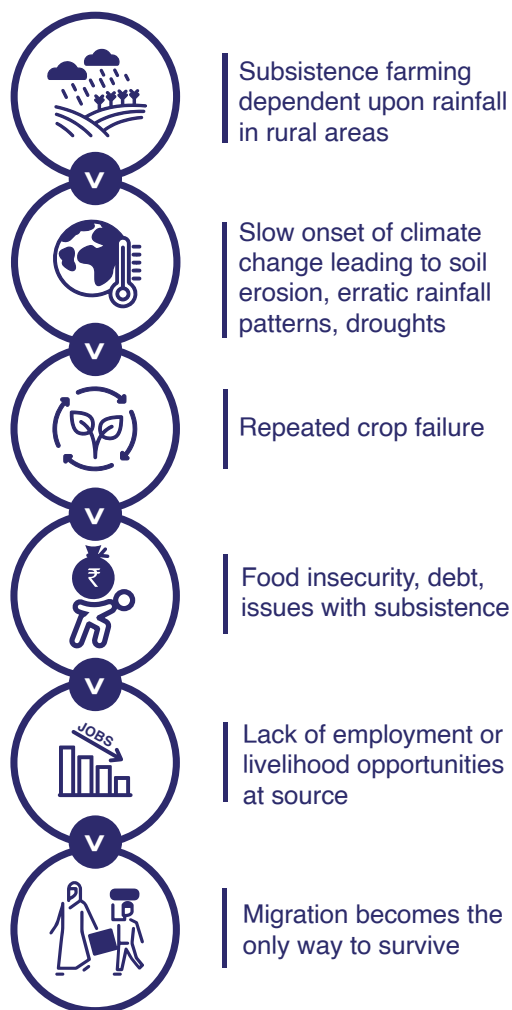 Subsistence farming
dependent upon rainfall
in rural areas
v
Slow onset of climate
change leading to soil
erosion, erratic rainfall
patterns, droughts
v
Repeated crop failure
v
₹
Food insecurity, debt,
issues with subsistence
v
JOBS
Lack of employment or
livelihood opportunities
at source
v
Migration becomes the
only way to survive